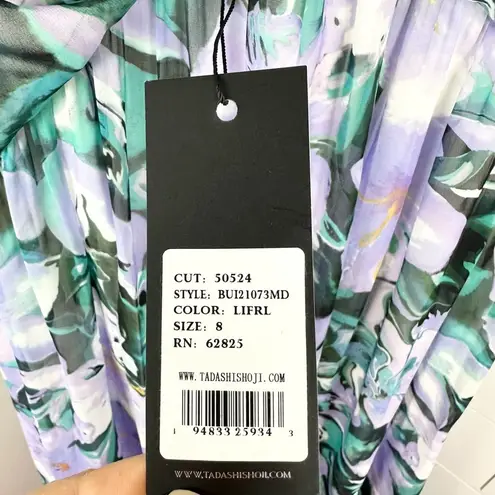 CUT: 50524
STYLE: BUI21073MD
COLOR: LIFRL
SIZE: 8
RN: 62825
WWW.TADASHISHOJI.COM
1 94833 25934 3
WWW.TADASHISHOJI.COM